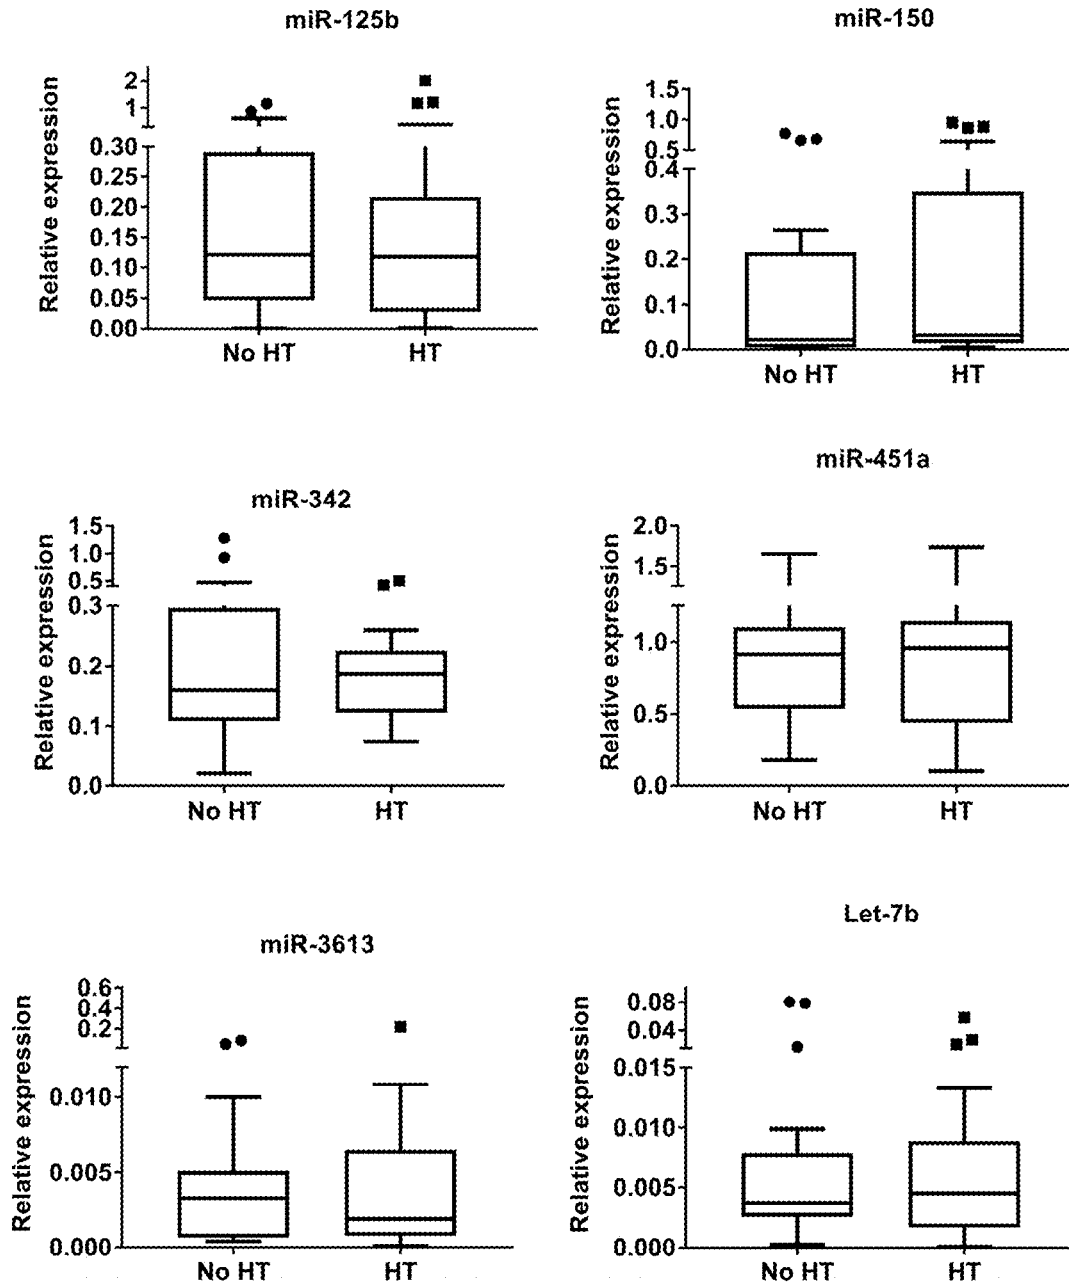 miR-125b
Relative expression
2
1
0.30
0.25
0.20
0.15
0.10
0.05
0.00
No HT HT
miR-150
Relative expression
1.5
1.0
0.5
0.4
0.3
0.2
0.1
0.0
No HT HT
miR-342
Relative expression
1.5
1.0
0.5
0.3
0.2
0.1
0.0
No HT HT
miR-451a
Relative expression
2.0
1.5
1.0
0.5
0.0
No HT HT
miR-3613
Relative expression
0.6
0.4
0.2
0.010
0.005
0.000
No HT HT
Let-7b
Relative expression
0.08
0.04
0.015
0.010
0.005
0.000
No HT HT